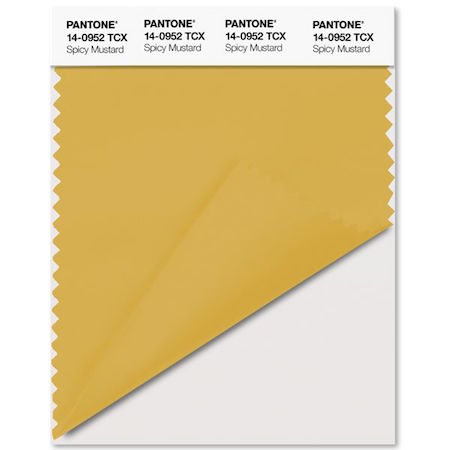 PANTONE® PANTONE® PANTONE® PANTONE®
14-0952 TCX 14-0952 TCX 14-0952 TCX 14-0952 TCX
Spicy Mustard Spicy Mustard Spicy Mustard Spicy Mustard